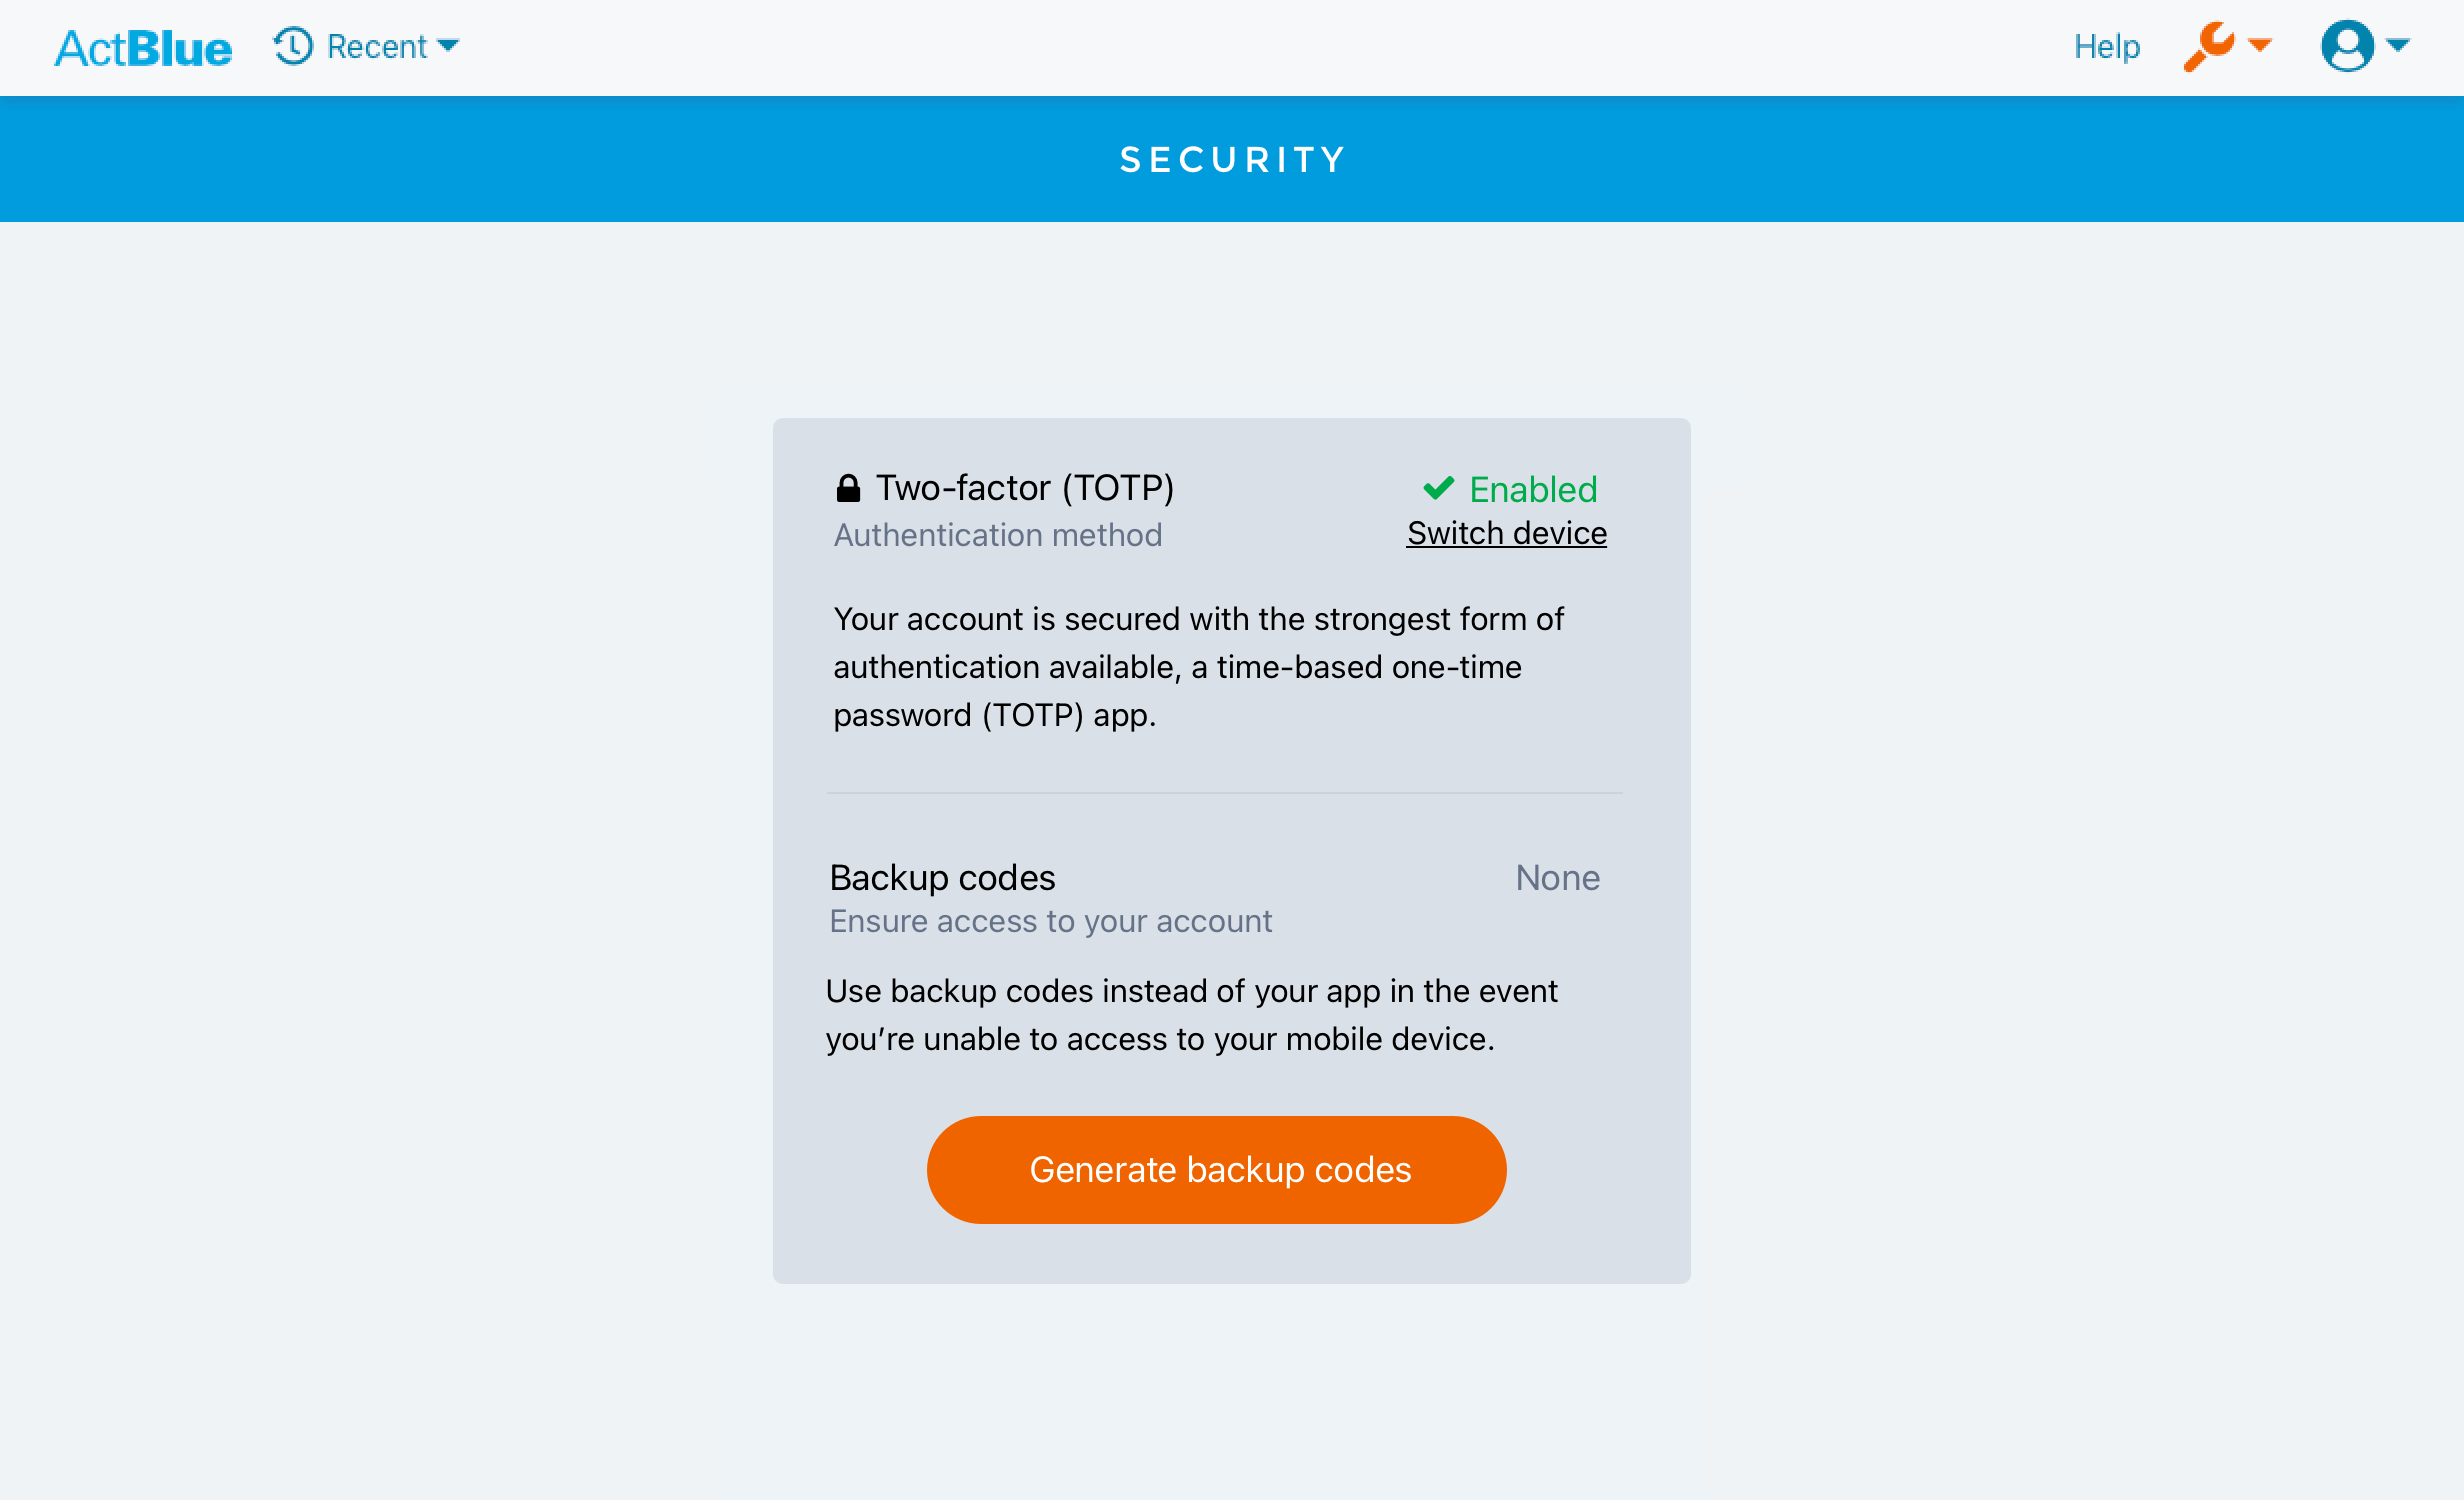 ActBlue Recent Help
SECURITY
Two-factor (TOTP) Enabled
Authentication method Switch device
Your account is secured with the strongest form of
authentication available, a time-based one-time
password (TOTP) app.
Backup codes None
Ensure access to your account
Use backup codes instead of your app in the event
you’re unable to access to your mobile device.
Generate backup codes